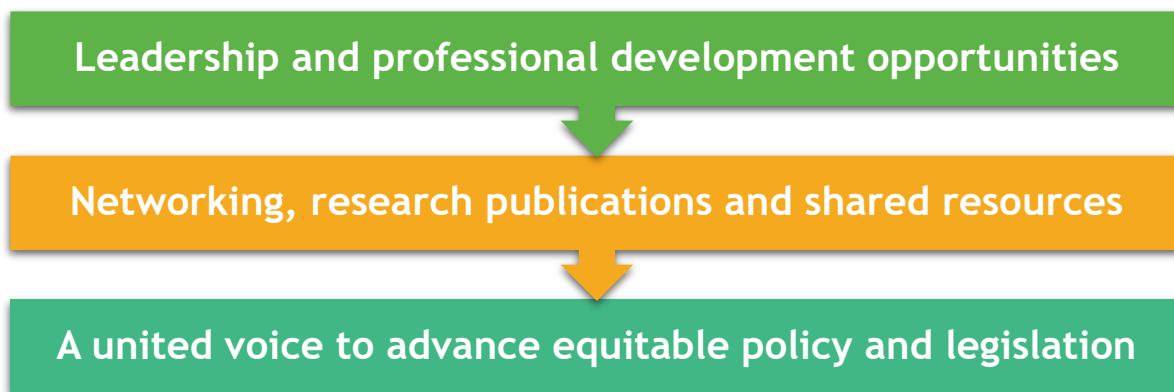 Leadership and professional development opportunities
Networking, research publications and shared resources
A united voice to advance equitable policy and legislation